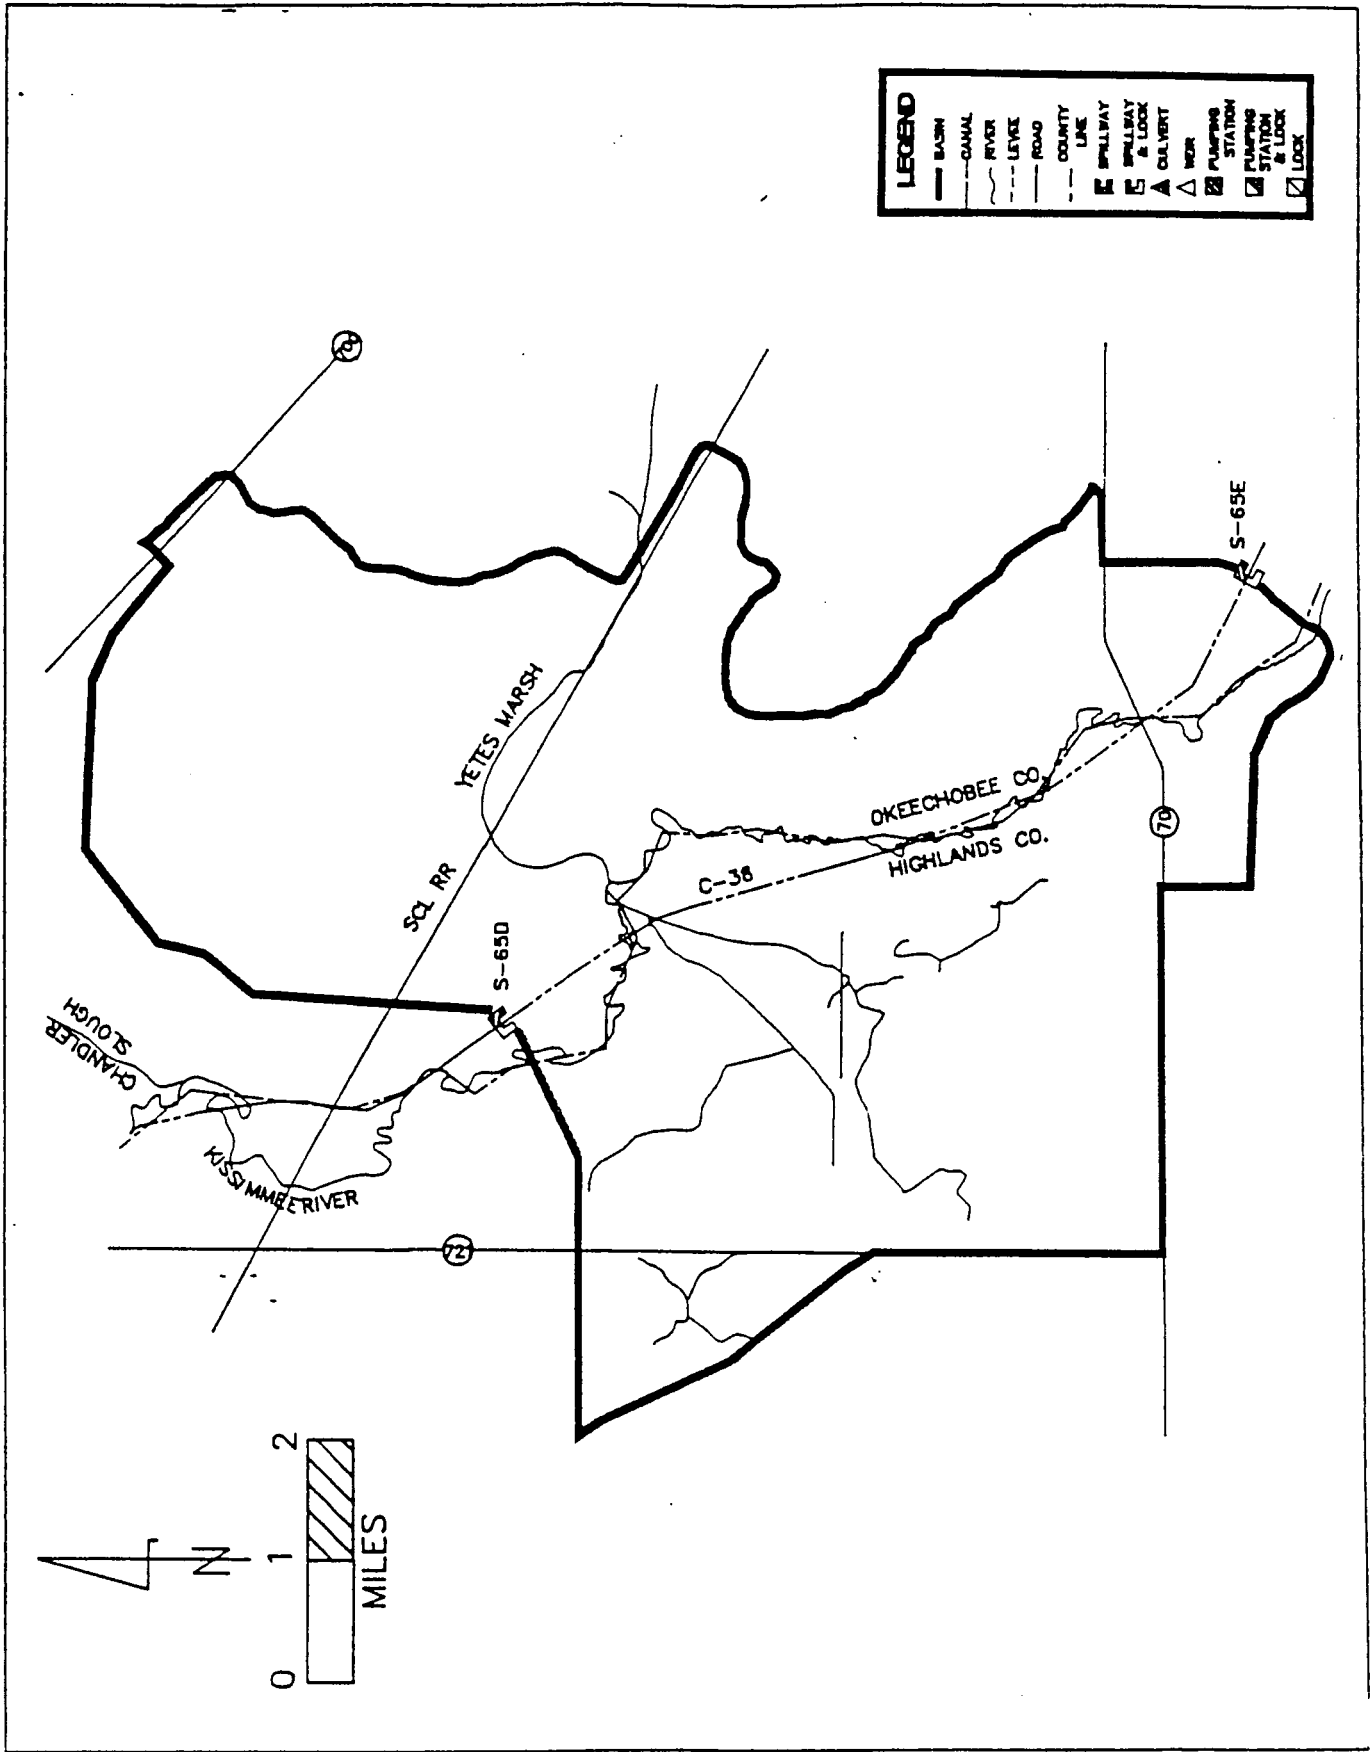 LEGEND
BASIN
CANAL
RIVER
LEVEE
ROAD
COUNTY
LINE
SPILLWAY
SPILLWAY
& LOCK
CULVERT
WEIR
PUMPING
STATION
PUMPING
STATION
& LOCK
LOCK
700
CHANDLER
SLOUGH
KISSIMMEE RIVER
721
SCL RR
YETES MARSH
S-65D
C-38
OKEECHOBEE CO.
HIGHLANDS CO.
70
S-65E
N
0 1 2
MILES